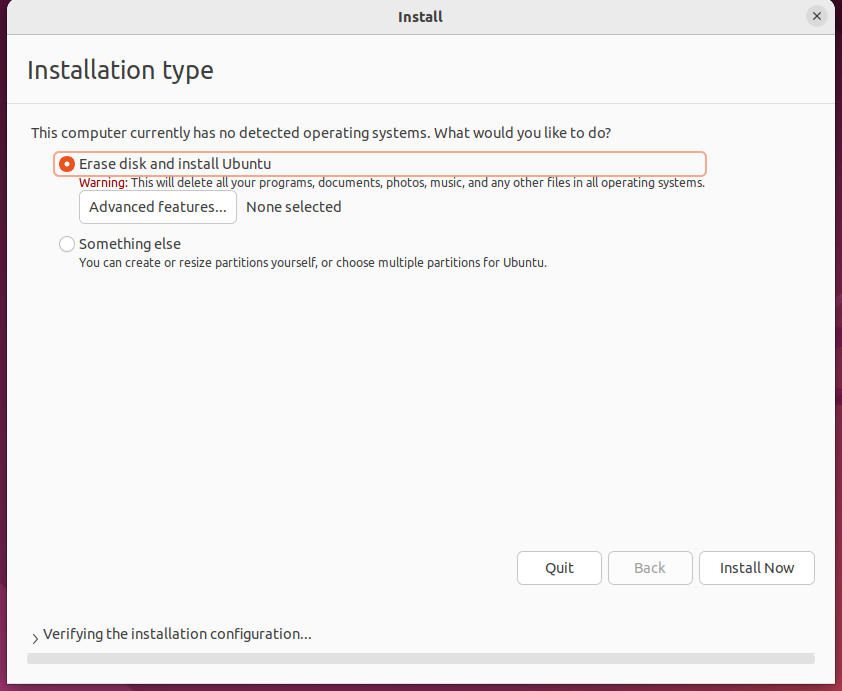 Install
Installation type
This computer currently has no detected operating systems. What would you like to do?
Erase disk and install Ubuntu
Warning: This will delete all your programs, documents, photos, music, and any other files in all operating systems.
Advanced features... None selected
Something else
You can create or resize partitions yourself, or choose multiple partitions for Ubuntu.
Quit Back Install Now
Verifying the installation configuration...